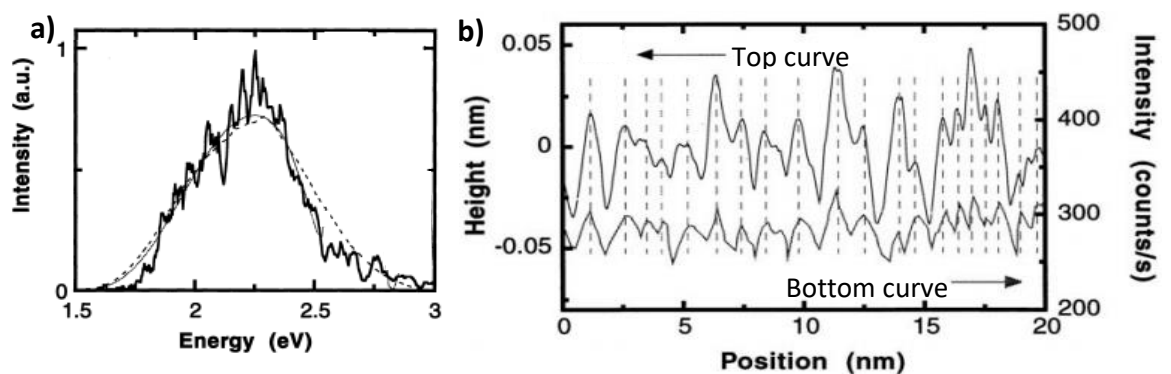 a)
Intensity (a.u.)
1
0
1.5
2
2.5
3
Energy (eV)
b)
Height (nm)
0.05
0
-0.05
Top curve
Bottom curve
0
5
10
15
20
Position (nm)
500
400
300
200
Intensity (counts/s)